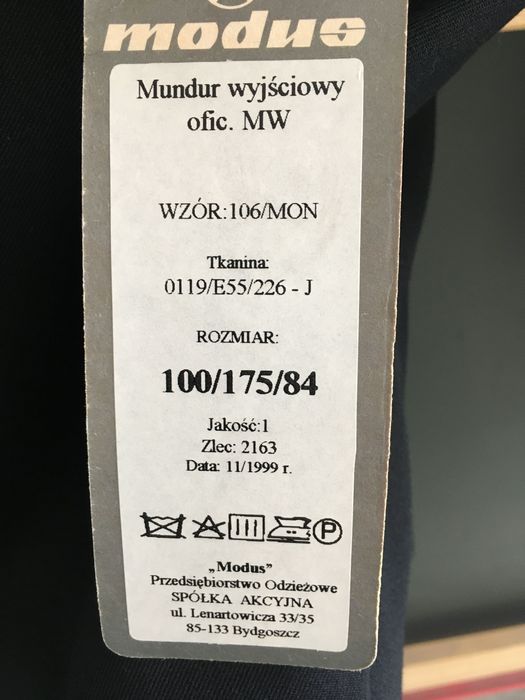 modus
Mundur wyjściowy
ofic. MW
WZÓR:106/MON
Tkanina:
0119/E55/226 - J
ROZMIAR:
100/175/84
Jakość:1
Zlec: 2163
Data: 11/1999 r.
P
„Modus”
Przedsiębiorstwo Odzieżowe
SPÓŁKA AKCYJNA
ul. Lenartowicza 33/35
85-133 Bydgoszcz